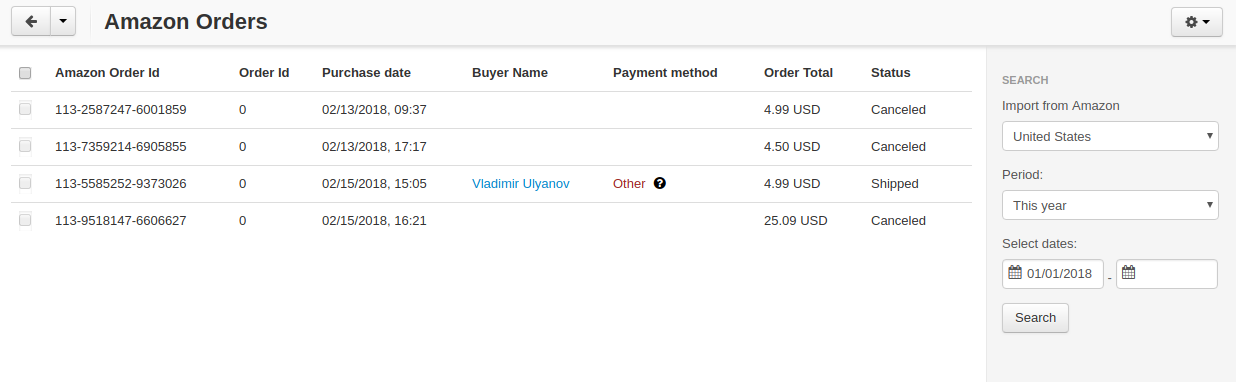 Amazon Orders
Amazon Order Id Order Id Purchase date Buyer Name Payment method Order Total Status
113-2587247-6001859 0 02/13/2018, 09:37 4.99 USD Canceled
113-7359214-6905855 0 02/13/2018, 17:17 4.50 USD Canceled
113-5585252-9373026 0 02/15/2018, 15:05 Vladimir Ulyanov Other ? 4.99 USD Shipped
113-9518147-6606627 0 02/15/2018, 16:21 25.09 USD Canceled
SEARCH
Import from Amazon
United States
Period:
This year
Select dates:
01/01/2018 -
Search